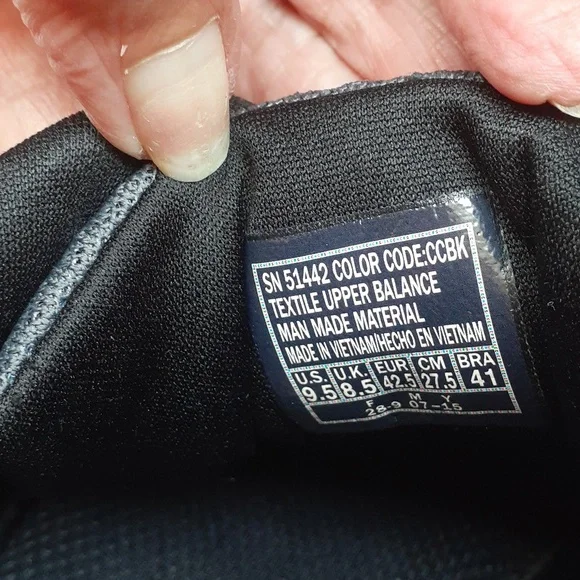 SN 51442 COLOR CODE:CCBK
TEXTILE UPPER BALANCE
MAN MADE MATERIAL
MADE IN VIETNAM/HECHO EN VIETNAM
U.S. U.K. EUR CM BRA
9.5 8.5 42.5 27.5 41
F M Y
28-9 07-15